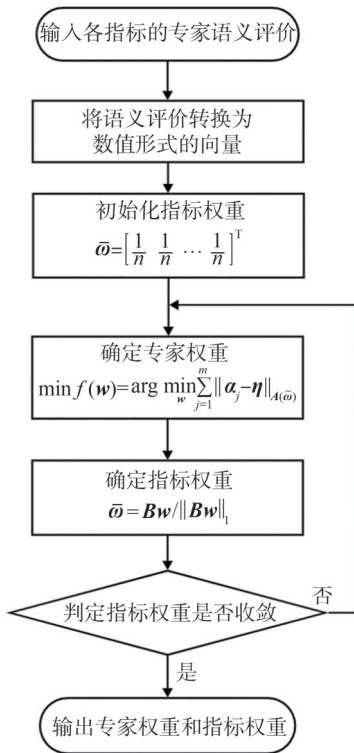 输入各指标的专家语义评价
将语义评价转换为
数值形式的向量
初始化指标权重
ω̄=[1/n 1/n ⋯ 1/n]^T
确定专家权重
min f(w)=arg min_w ∑_{j=1}^{m}‖α_j−η‖_{A(ω̄)}
确定指标权重
ω̄=Bw/‖Bw‖_1
判定指标权重是否收敛
否
是
输出专家权重和指标权重